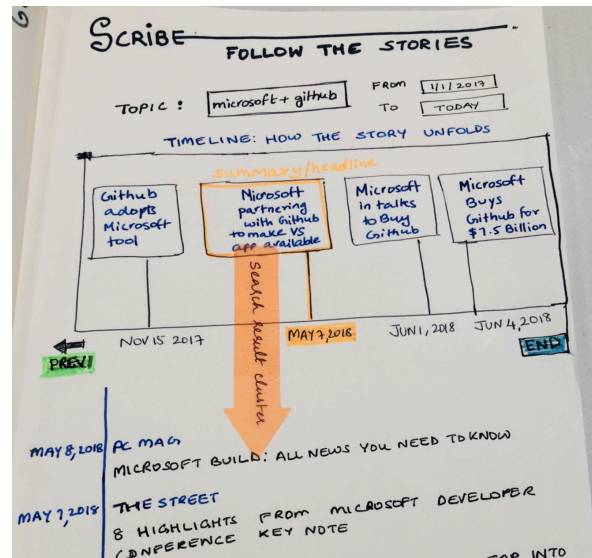 SCRIBE
FOLLOW THE STORIES
TOPIC :
microsoft + github
FROM
1/1/2017
TO
TODAY
TIMELINE: HOW THE STORY UNFOLDS
summary/headline
Github
adopts
Microsoft
tool
Microsoft
partnering
with Github
to make VS
app available
Microsoft
in talks
to Buy
Github
Microsoft
Buys
Github for
$7.5 Billion
search result cluster
NOV 15 2017
MAY 7, 2018
JUN 1, 2018
JUN 4, 2018
PREV
END
MAY 8, 2018
PC MAG
MICROSOFT BUILD: ALL NEWS YOU NEED TO KNOW
MAY 7, 2018
THE STREET
8 HIGHLIGHTS FROM MICROSOFT DEVELOPER
CONFERENCE KEY NOTE
INTO